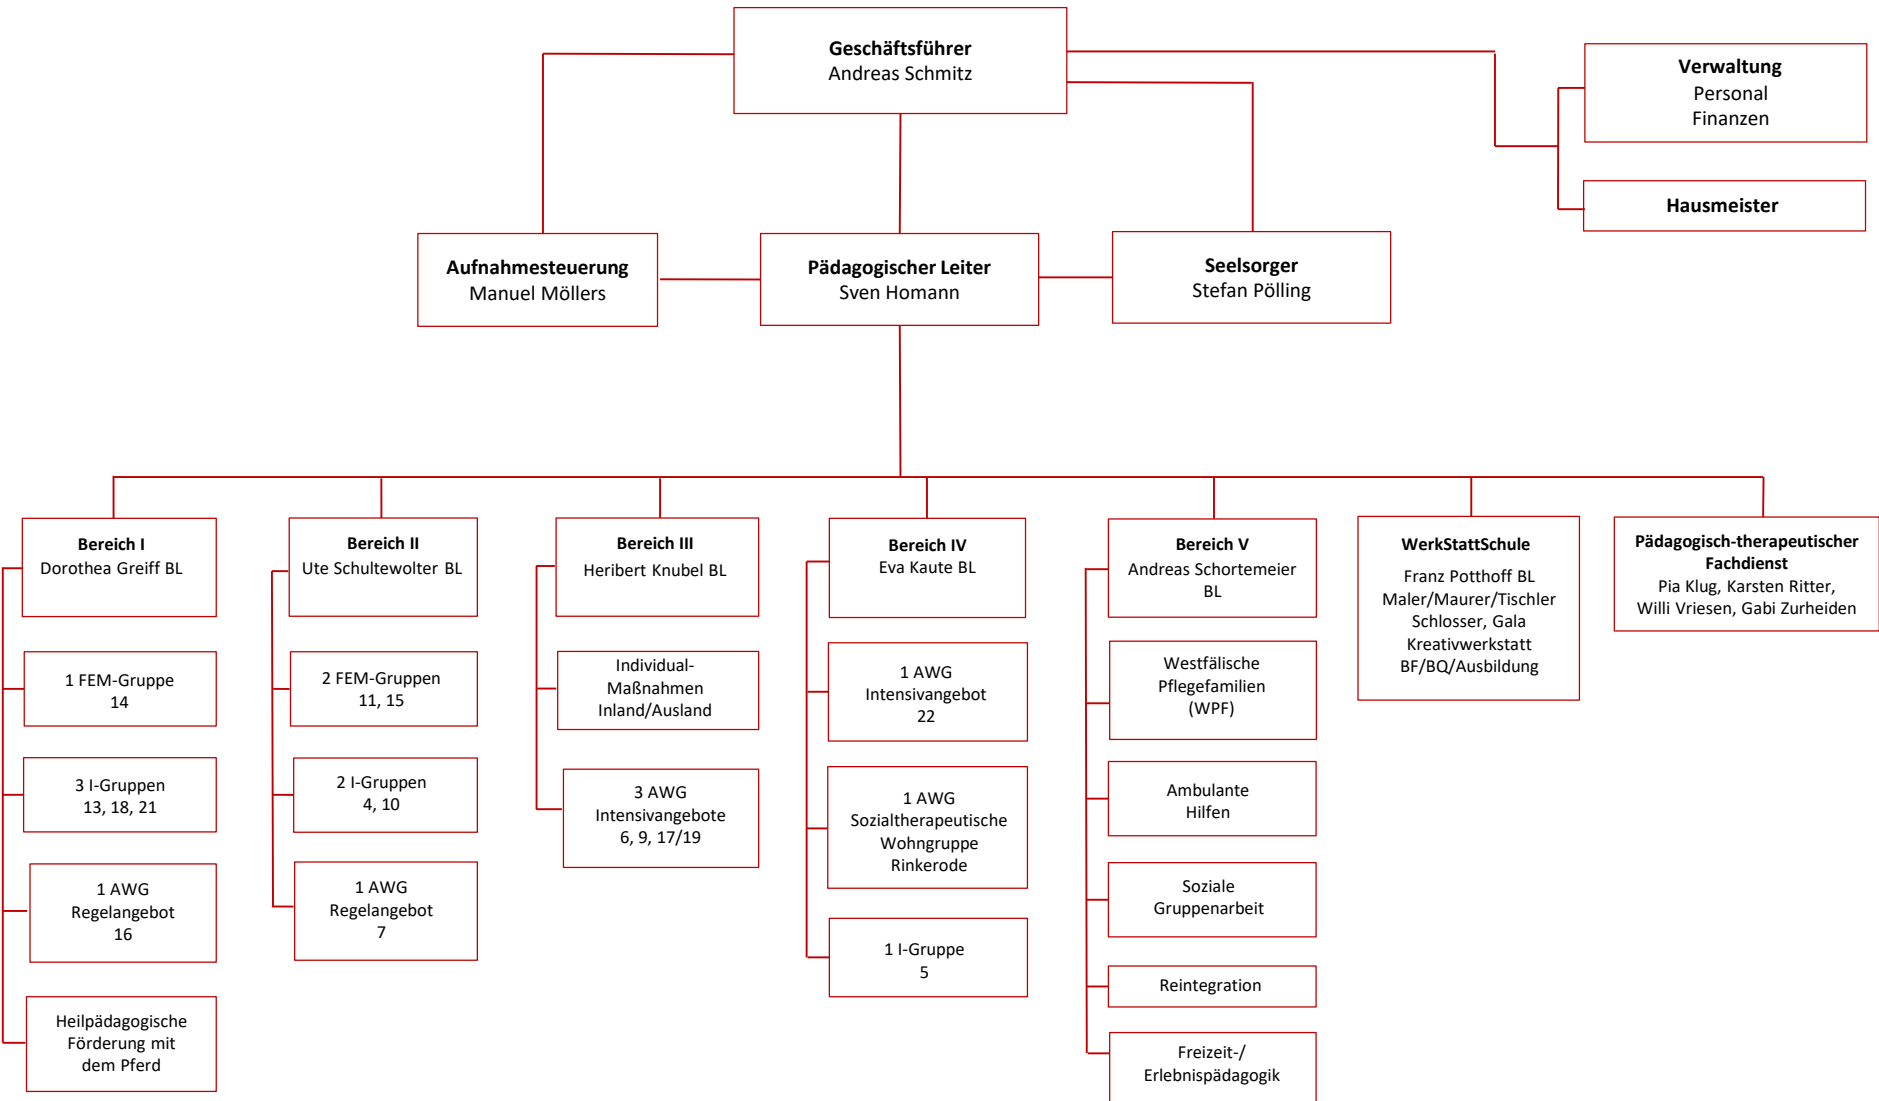 Geschäftsführer
Andreas Schmitz
Verwaltung
Personal
Finanzen
Hausmeister
Aufnahmesteuerung
Manuel Möllers
Pädagogischer Leiter
Sven Homann
Seelsorger
Stefan Pölling
Bereich I
Dorothea Greiff BL
1 FEM-Gruppe
14
3 I-Gruppen
13, 18, 21
1 AWG
Regelangebot
16
Heilpädagogische
Förderung mit
dem Pferd
Bereich II
Ute Schultewolter BL
2 FEM-Gruppen
11, 15
2 I-Gruppen
4, 10
1 AWG
Regelangebot
7
Bereich III
Heribert Knubel BL
Individual-
Maßnahmen
Inland/Ausland
3 AWG
Intensivangebote
6, 9, 17/19
Bereich IV
Eva Kaute BL
1 AWG
Intensivangebot
22
1 AWG
Sozialtherapeutische
Wohngruppe
Rinkerode
1 I-Gruppe
5
Bereich V
Andreas Schortemeier
BL
Westfälische
Pflegefamilien
(WPF)
Ambulante
Hilfen
Soziale
Gruppenarbeit
Reintegration
Freizeit-/
Erlebnispädagogik
WerkStattSchule
Franz Potthoff BL
Maler/Maurer/Tischler
Schlosser, Gala
Kreativwerkstatt
BF/BQ/Ausbildung
Pädagogisch-therapeutischer
Fachdienst
Pia Klug, Karsten Ritter,
Willi Vriesen, Gabi Zurheiden